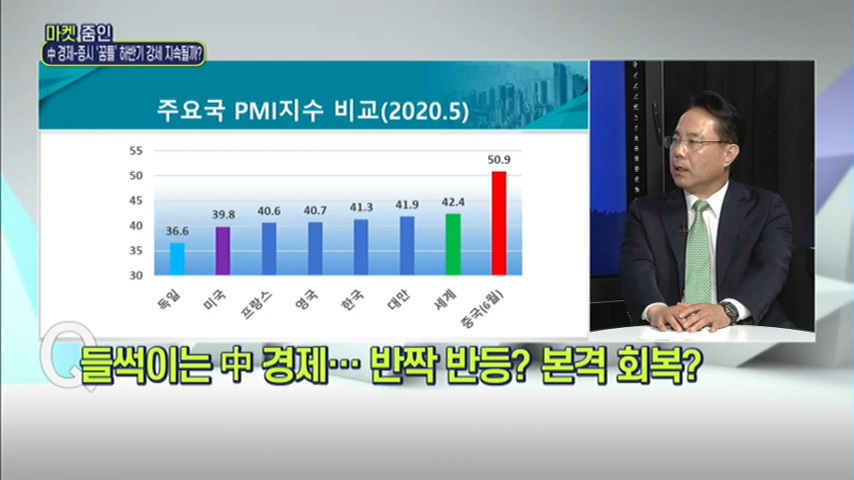 마켓 줌인
中 경제·증시 '꿈틀' 하반기 강세 지속될까?
주요국 PMI지수 비교(2020.5)
55
50
45
40
35
30
36.6
39.8
40.6
40.7
41.3
41.9
42.4
50.9
독일
미국
프랑스
영국
한국
대만
세계
중국(6월)
Q
들썩이는 中 경제… 반짝 반등? 본격 회복?